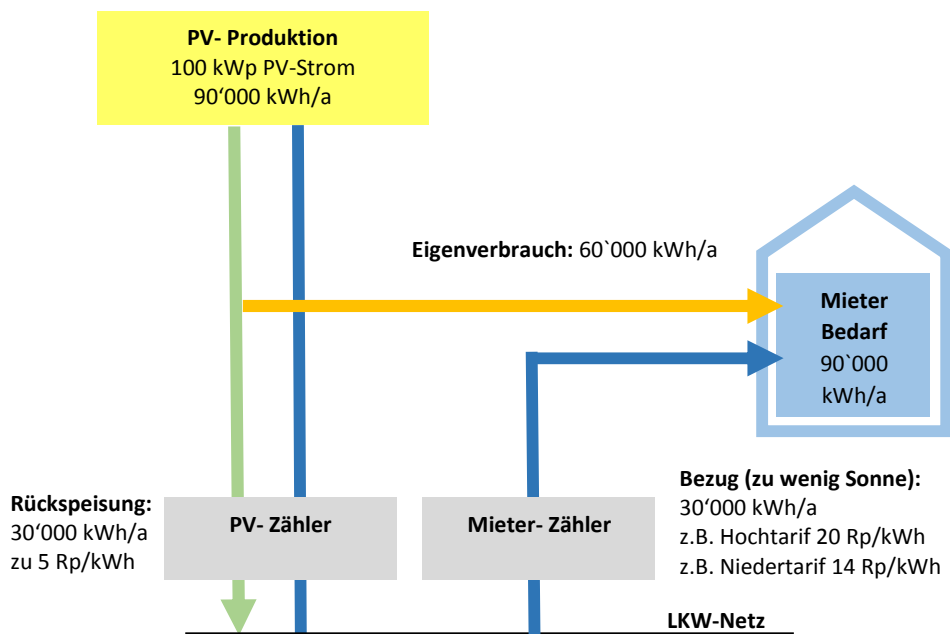 PV- Produktion
100 kWp PV-Strom
90‘000 kWh/a
Eigenverbrauch: 60`000 kWh/a
Mieter
Bedarf
90`000
kWh/a
Rückspeisung:
30‘000 kWh/a
zu 5 Rp/kWh
PV- Zähler
Mieter- Zähler
Bezug (zu wenig Sonne):
30‘000 kWh/a
z.B. Hochtarif 20 Rp/kWh
z.B. Niedertarif 14 Rp/kWh
LKW-Netz